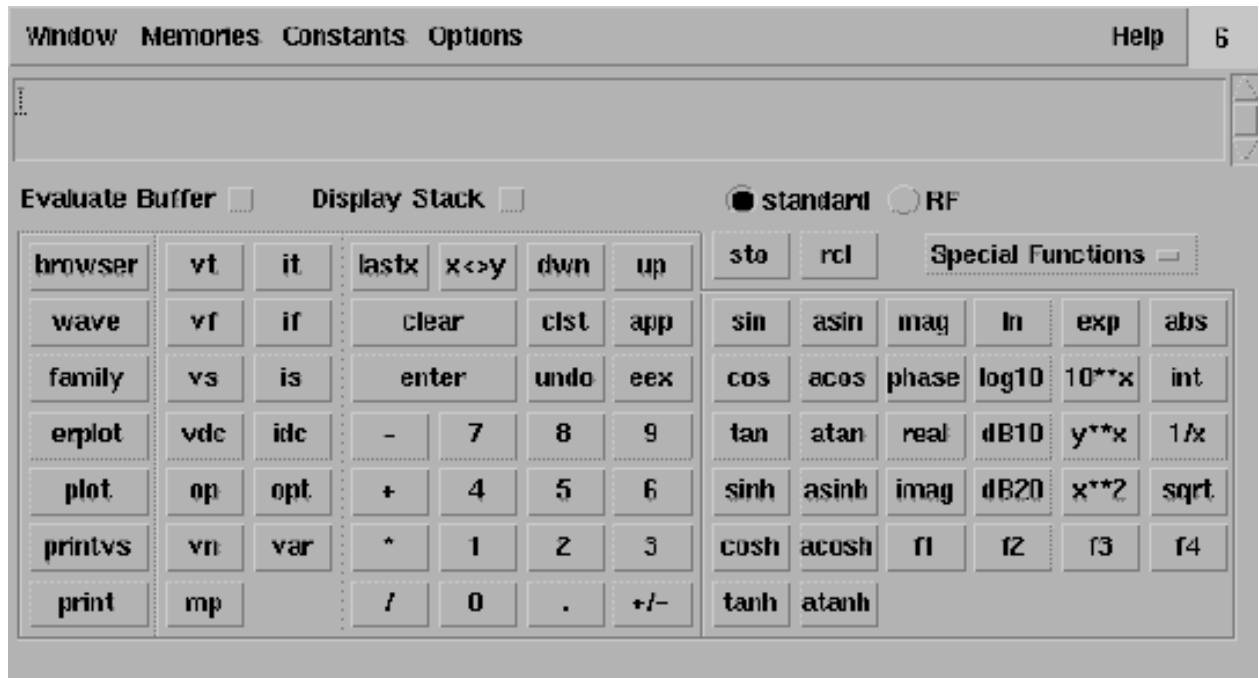 Window Memories Constants Options Help 6
Evaluate Buffer Display Stack standard RF
browser vt it lastx x<>y dwn up sto rcl Special Functions
wave vf if clear clst app sin asin mag ln exp abs
family vs is enter undo eex cos acos phase log10 10**x int
erplot vdc idc - 7 8 9 tan atan real dB10 y**x 1/x
plot op opt + 4 5 6 sinh asinh imag dB20 x**2 sqrt
printvs vn var * 1 2 3 cosh acosh f1 f2 f3 f4
print mp / 0 . +/- tanh atanh